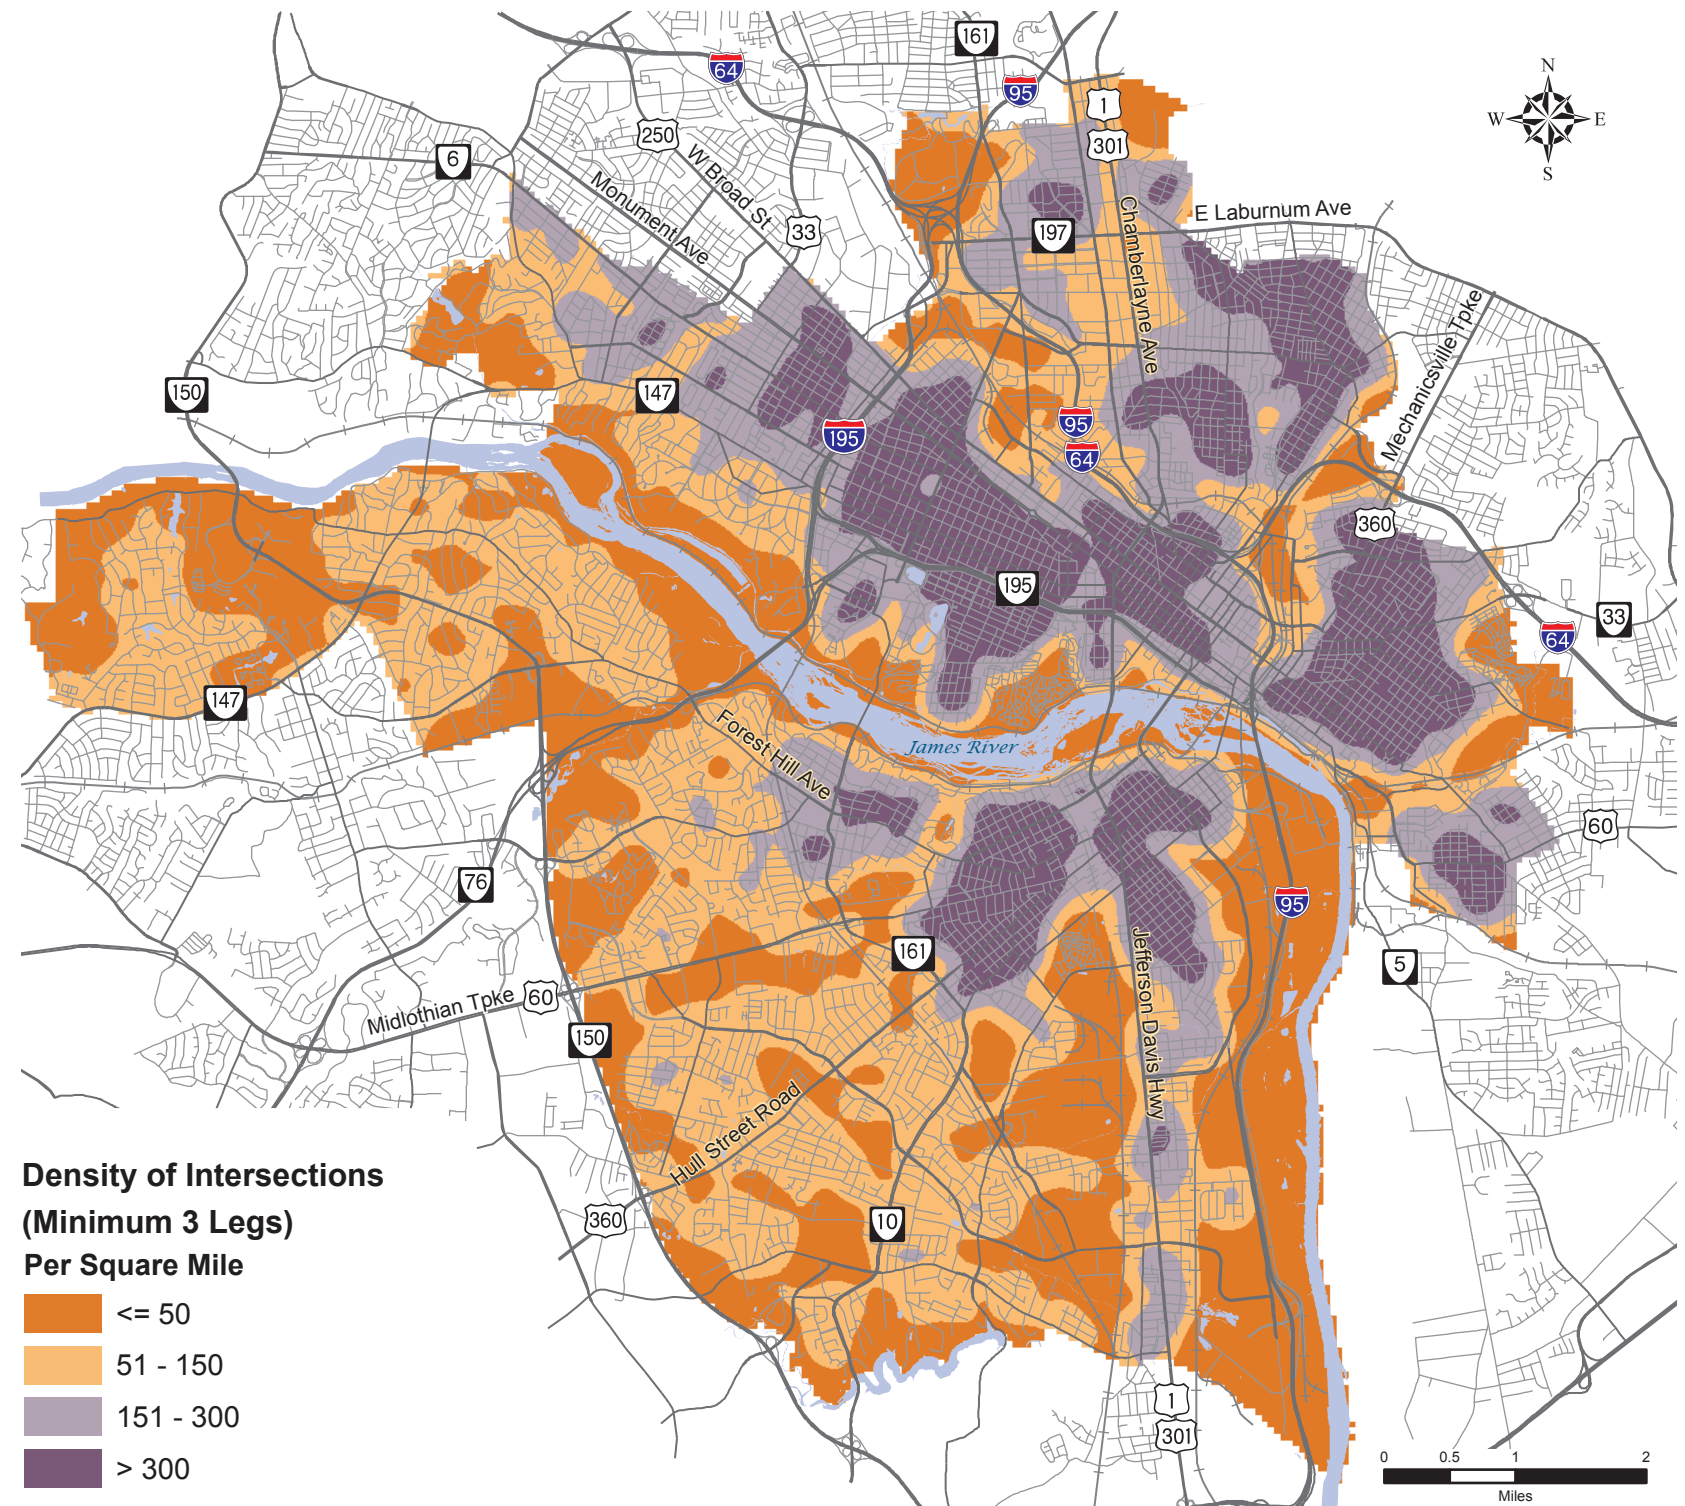 161
64
95
1
250
301
6
W Broad St
Monument Ave
N
W
E
S
33
E Laburnum Ave
197
Chamberlayne Ave
Mechanicsville Tpke
150
147
195
95
64
360
195
33
64
147
Forest Hill Ave
James River
60
76
95
161
5
Jefferson Davis Hwy
Midlothian Tpke
60
150
Hull Street Road
360
10
1
301
Density of Intersections
(Minimum 3 Legs)
Per Square Mile
<= 50
51 - 150
151 - 300
> 300
0 0.5 1 2
Miles